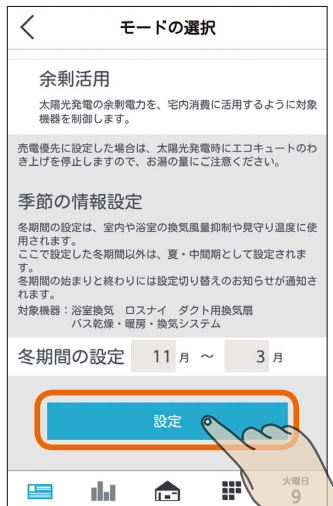 モードの選択
余剰活用
太陽光発電の余剰電力を、宅内消費に活用するように対象
機器を制御します。
売電優先に設定した場合は、太陽光発電時にエコキュートのわ
き上げを停止しますので、お湯の量にご注意ください。
季節の情報設定
冬期間の設定は、室内や浴室の換気風量抑制や見守り温度に使
用されます。
ここで設定した冬期間以外は、夏・中間期として設定されま
す。
冬期間の始まりと終わりには設定切り替えのお知らせが通知さ
れます。
対象機器：浴室換気 ロスナイ ダクト用換気扇
バス乾燥・暖房・換気システム
冬期間の設定 11 月 ～ 3 月
設定
火曜日
9